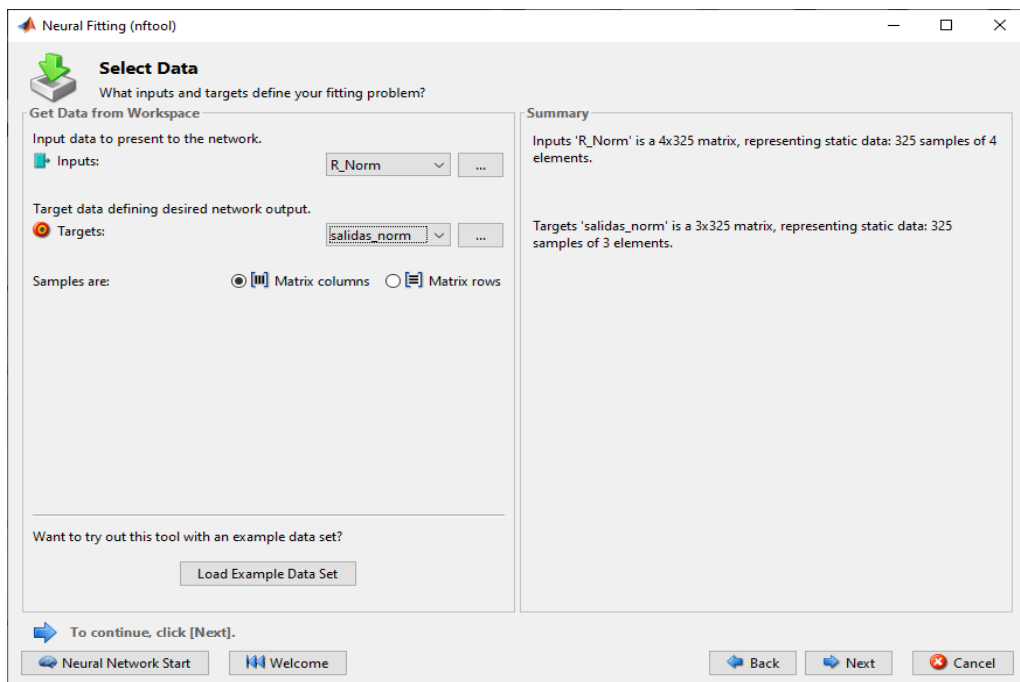 Neural Fitting (nftool)
Select Data
What inputs and targets define your fitting problem?
Get Data from Workspace
Input data to present to the network.
Inputs:
R_Norm
...
Target data defining desired network output.
Targets:
salidas_norm
...
Samples are:
Matrix columns
Matrix rows
Want to try out this tool with an example data set?
Load Example Data Set
Summary
Inputs 'R_Norm' is a 4x325 matrix, representing static data: 325 samples of 4
elements.
Targets 'salidas_norm' is a 3x325 matrix, representing static data: 325
samples of 3 elements.
To continue, click [Next].
Neural Network Start
Welcome
Back
Next
Cancel